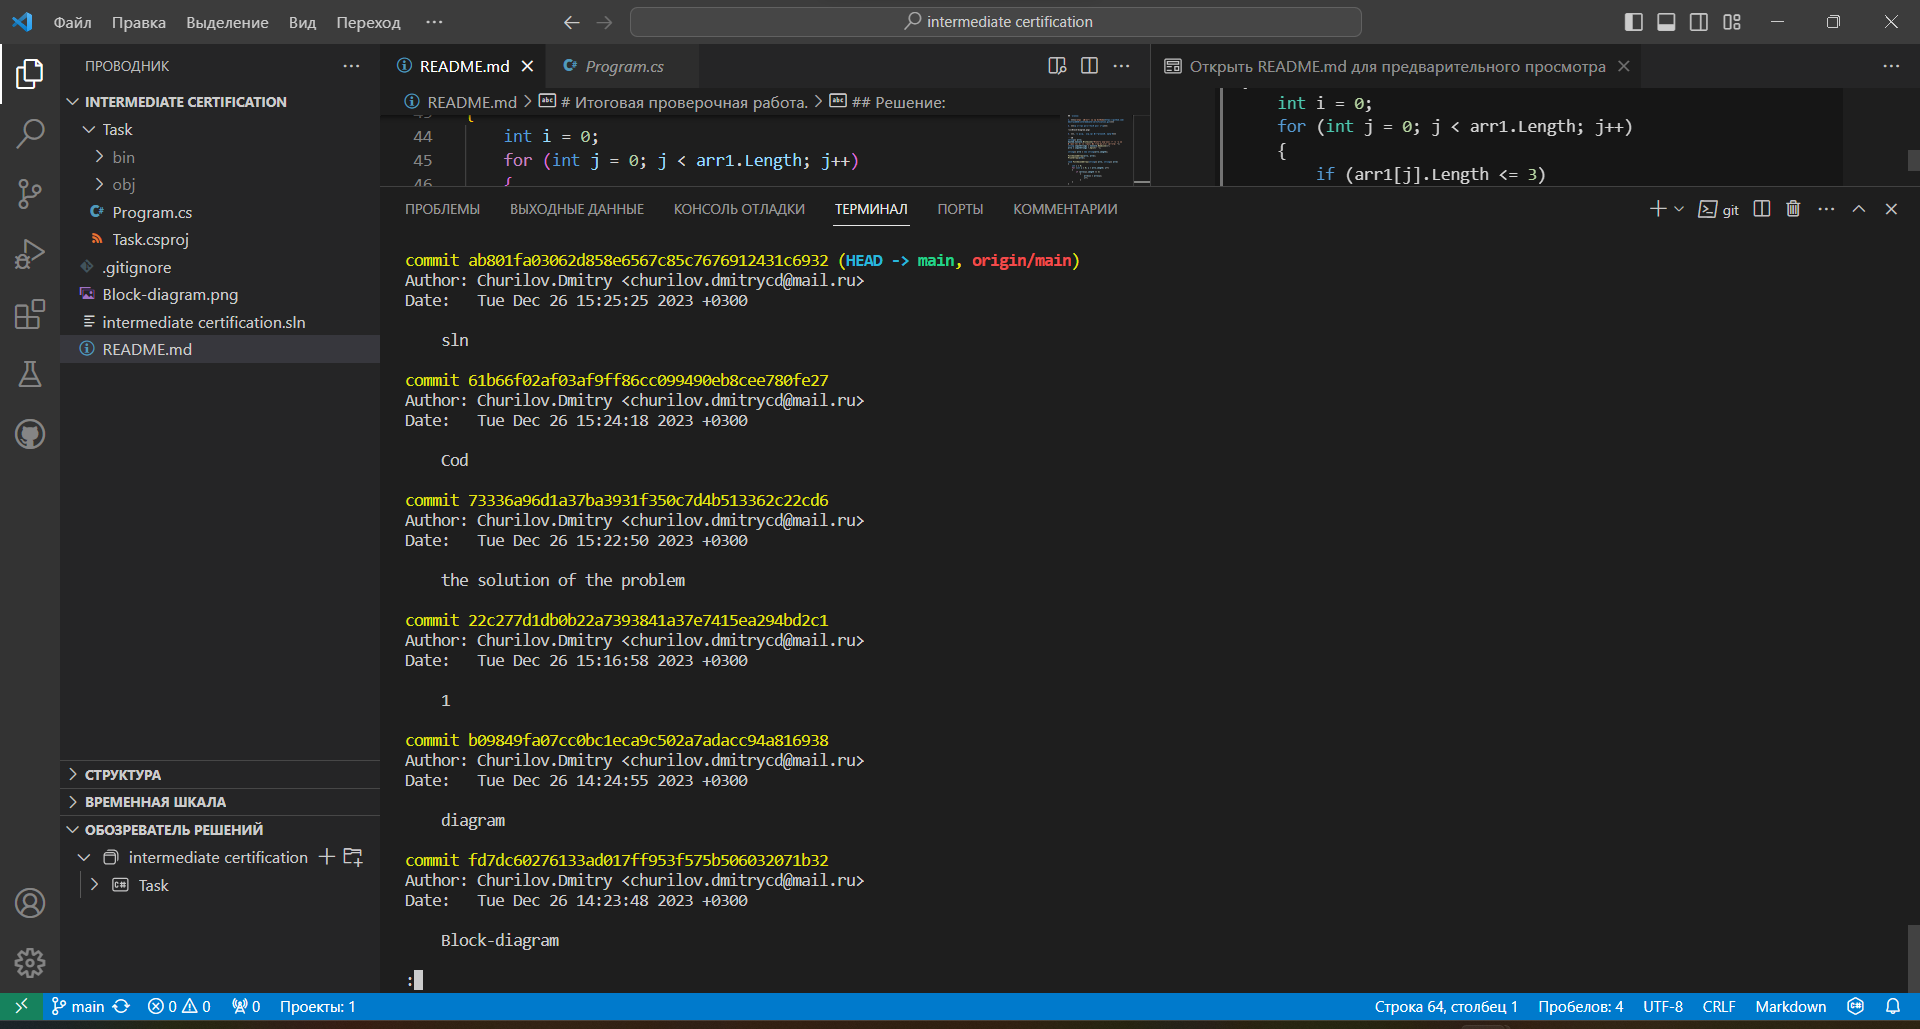 Файл Правка Выделение Вид Переход ···
intermediate certification
ПРОВОДНИК
INTERMEDIATE CERTIFICATION
Task
bin
obj
Program.cs
Task.csproj
.gitignore
Block-diagram.png
intermediate certification.sln
README.md
СТРУКТУРА
ВРЕМЕННАЯ ШКАЛА
ОБОЗРЕВАТЕЛЬ РЕШЕНИЙ
intermediate certification
Task
README.md Program.cs
README.md > # Итоговая проверочная работа. > ## Решение:
44 int i = 0;
45 for (int j = 0; j < arr1.Length; j++)
46 {
Открыть README.md для предварительного просмотра
int i = 0;
for (int j = 0; j < arr1.Length; j++)
{
if (arr1[j].Length <= 3)
ПРОБЛЕМЫ ВЫХОДНЫЕ ДАННЫЕ КОНСОЛЬ ОТЛАДКИ ТЕРМИНАЛ ПОРТЫ КОММЕНТАРИИ
git
commit ab801fa03062d858e6567c85c7676912431c6932 (HEAD -> main, origin/main)
Author: Churilov.Dmitry <churilov.dmitrycd@mail.ru>
Date:   Tue Dec 26 15:25:25 2023 +0300
sln
commit 61b66f02af03af9ff86cc099490eb8cee780fe27
Author: Churilov.Dmitry <churilov.dmitrycd@mail.ru>
Date:   Tue Dec 26 15:24:18 2023 +0300
Cod
commit 73336a96d1a37ba3931f350c7d4b513362c22cd6
Author: Churilov.Dmitry <churilov.dmitrycd@mail.ru>
Date:   Tue Dec 26 15:22:50 2023 +0300
the solution of the problem
commit 22c277d1db0b22a7393841a37e7415ea294bd2c1
Author: Churilov.Dmitry <churilov.dmitrycd@mail.ru>
Date:   Tue Dec 26 15:16:58 2023 +0300
1
commit b09849fa07cc0bc1eca9c502a7adacc94a816938
Author: Churilov.Dmitry <churilov.dmitrycd@mail.ru>
Date:   Tue Dec 26 14:24:55 2023 +0300
diagram
commit fd7dc60276133ad017ff953f575b506032071b32
Author: Churilov.Dmitry <churilov.dmitrycd@mail.ru>
Date:   Tue Dec 26 14:23:48 2023 +0300
Block-diagram
:
main 0 0 0 Проекты: 1
Строка 64, столбец 1 Пробелов: 4 UTF-8 CRLF Markdown